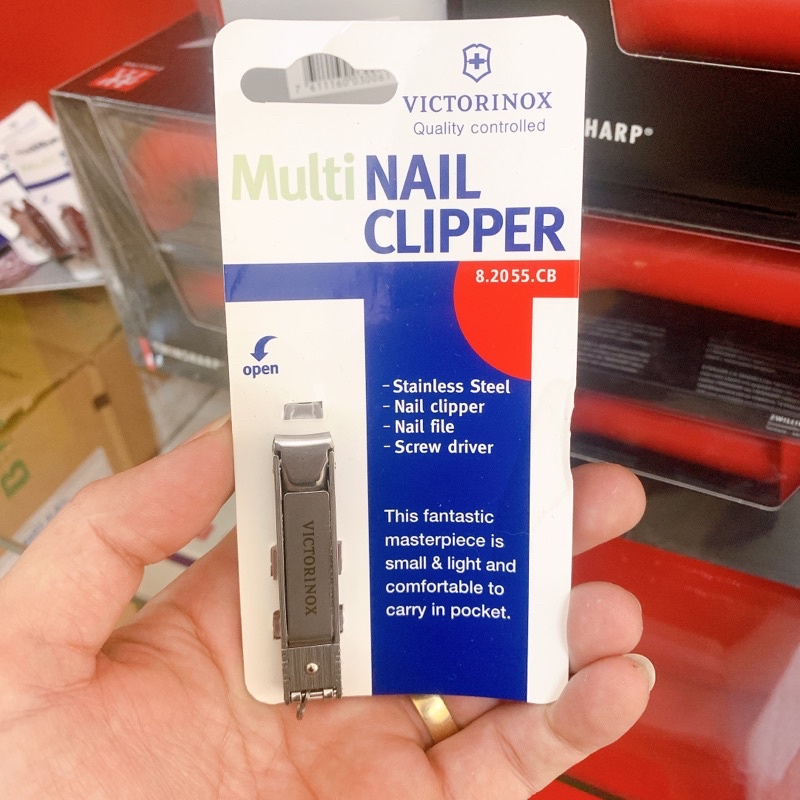 VICTORINOX
Quality controlled
Multi NAIL
CLIPPER
8.2055.CB
open
- Stainless Steel
- Nail clipper
- Nail file
- Screw driver
This fantastic
masterpiece is
small & light and
comfortable to
carry in pocket.
VICTORINOX
HARP®